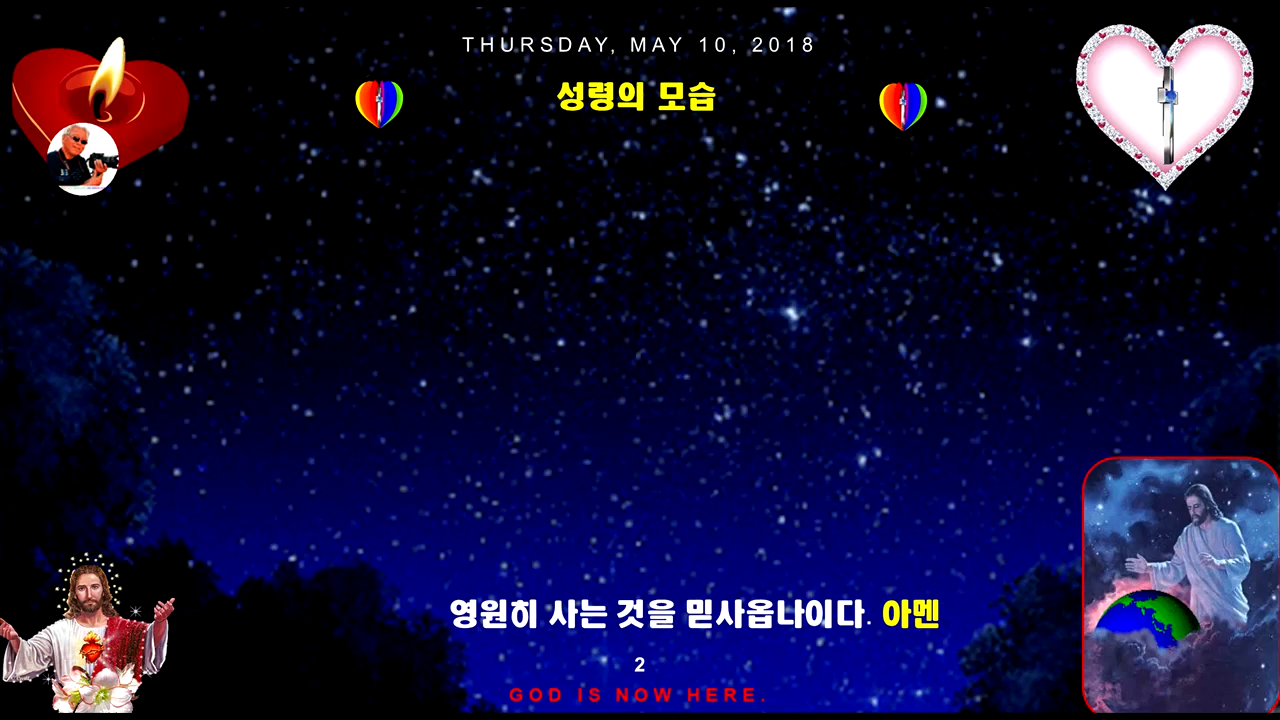 THURSDAY, MAY 10, 2018
성령의 모습
영원히 사는 것을 믿사옵나이다. 아멘
2
GOD IS NOW HERE.